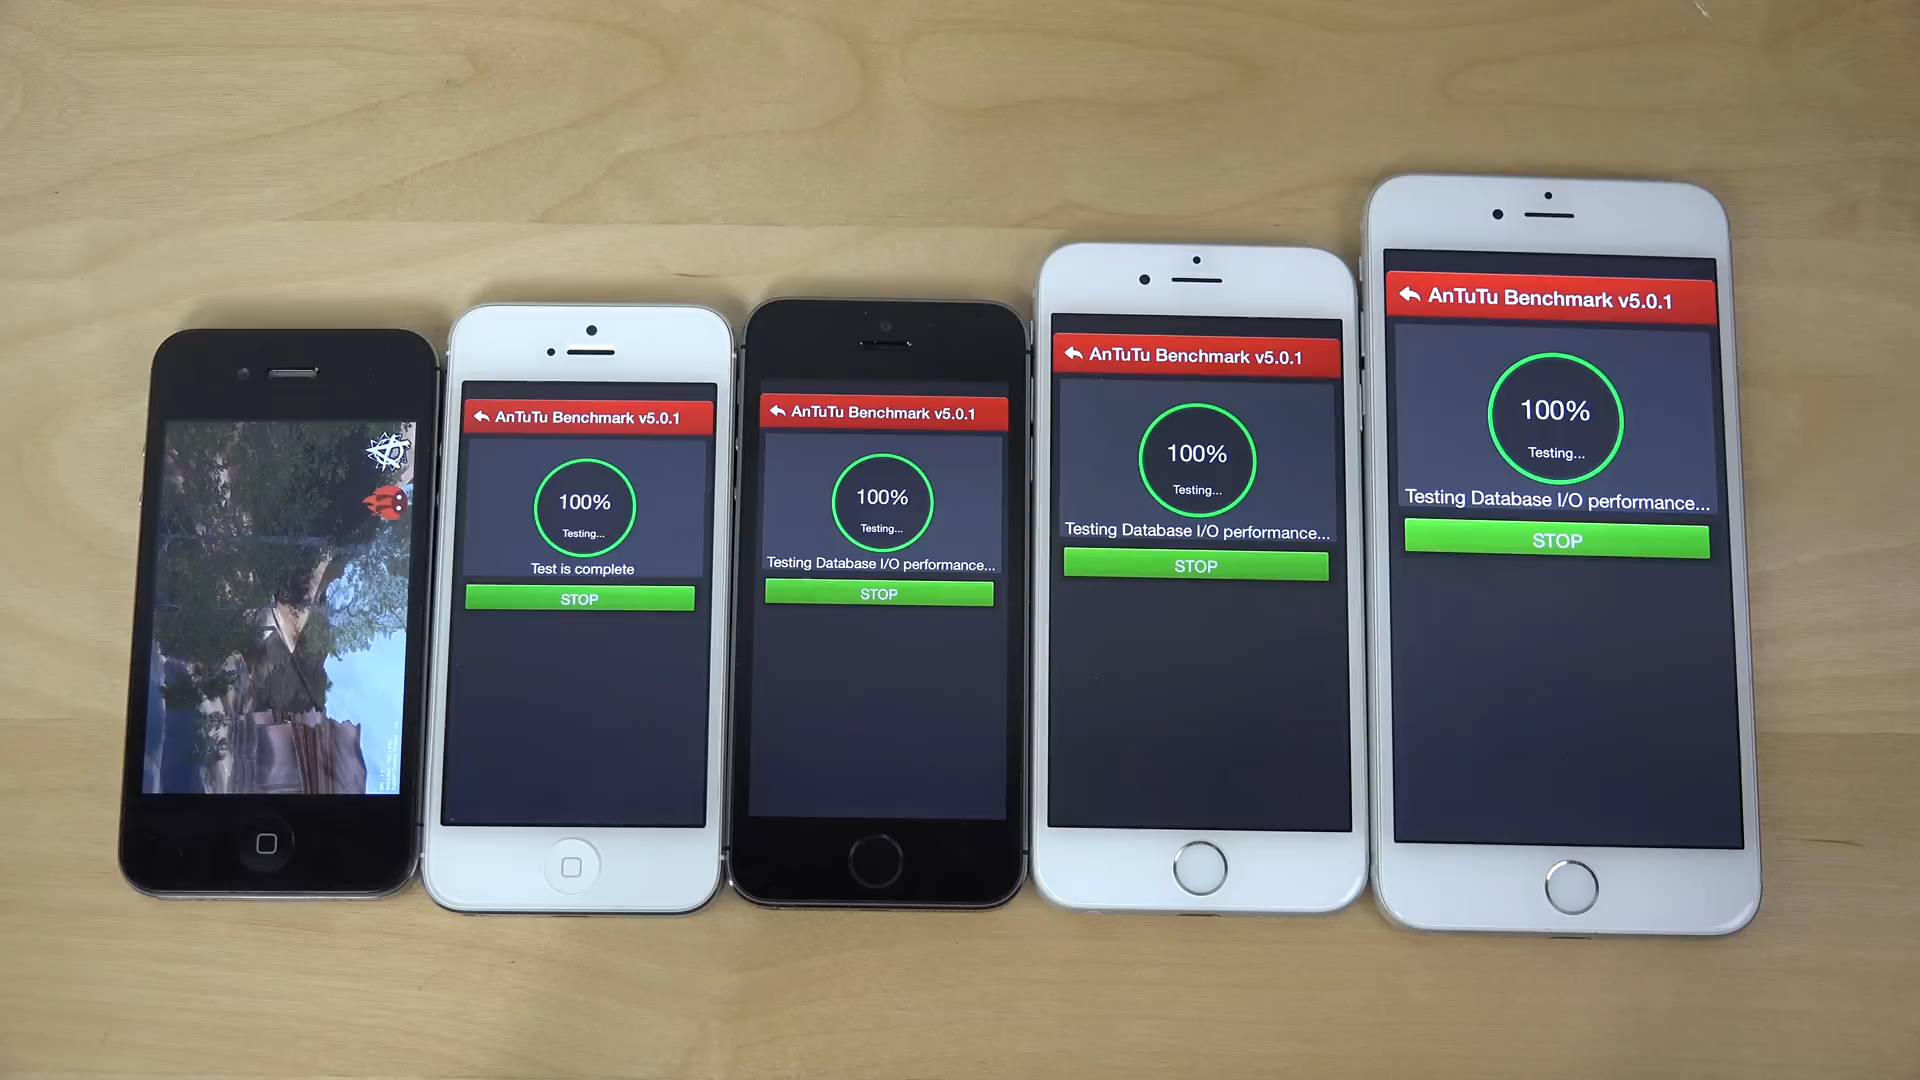 AnTuTu Benchmark v5.0.1
100%
Testing...
Test is complete
STOP
AnTuTu Benchmark v5.0.1
100%
Testing...
Testing Database I/O performance...
STOP
AnTuTu Benchmark v5.0.1
100%
Testing...
Testing Database I/O performance...
STOP
AnTuTu Benchmark v5.0.1
100%
Testing...
Testing Database I/O performance...
STOP